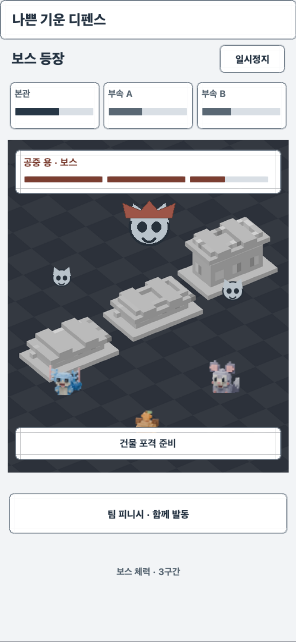 나쁜 기운 디펜스
보스 등장
일시정지
본관
부속 A
부속 B
공중 용 · 보스
건물 포격 준비
팀 피니시 · 함께 발동
보스 체력 · 3구간